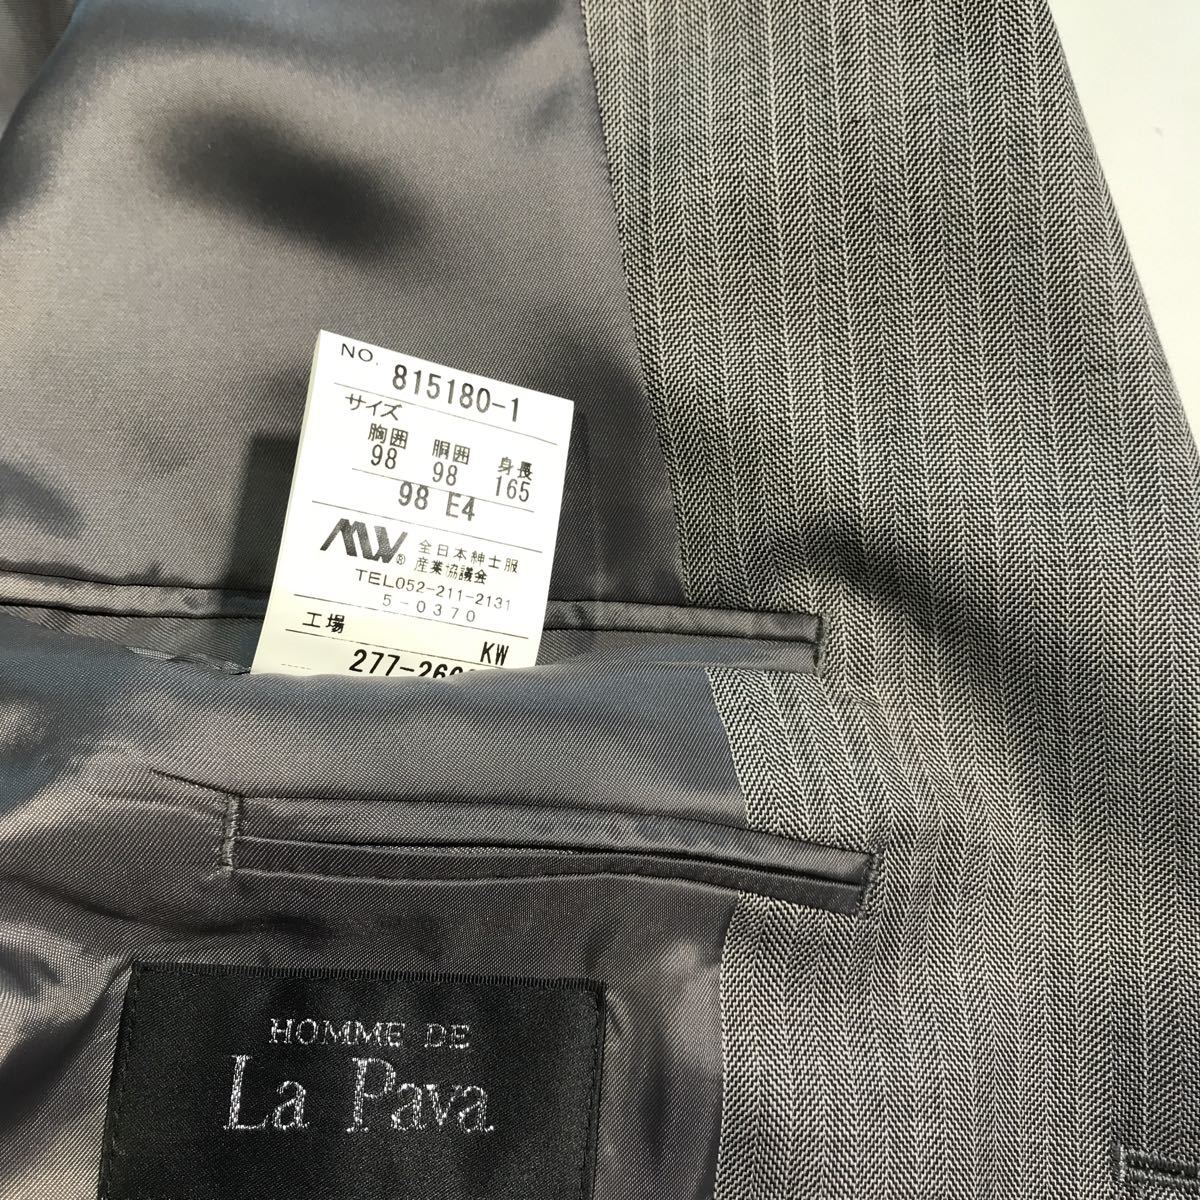 NO. 815180-1
サイズ
胸囲 胴囲 身長
98 98 165
98 E4
MW® 全日本紳士服
産業協議会
TEL052-211-2131
5-0370
工場 KW
HOMME DE
La Pava